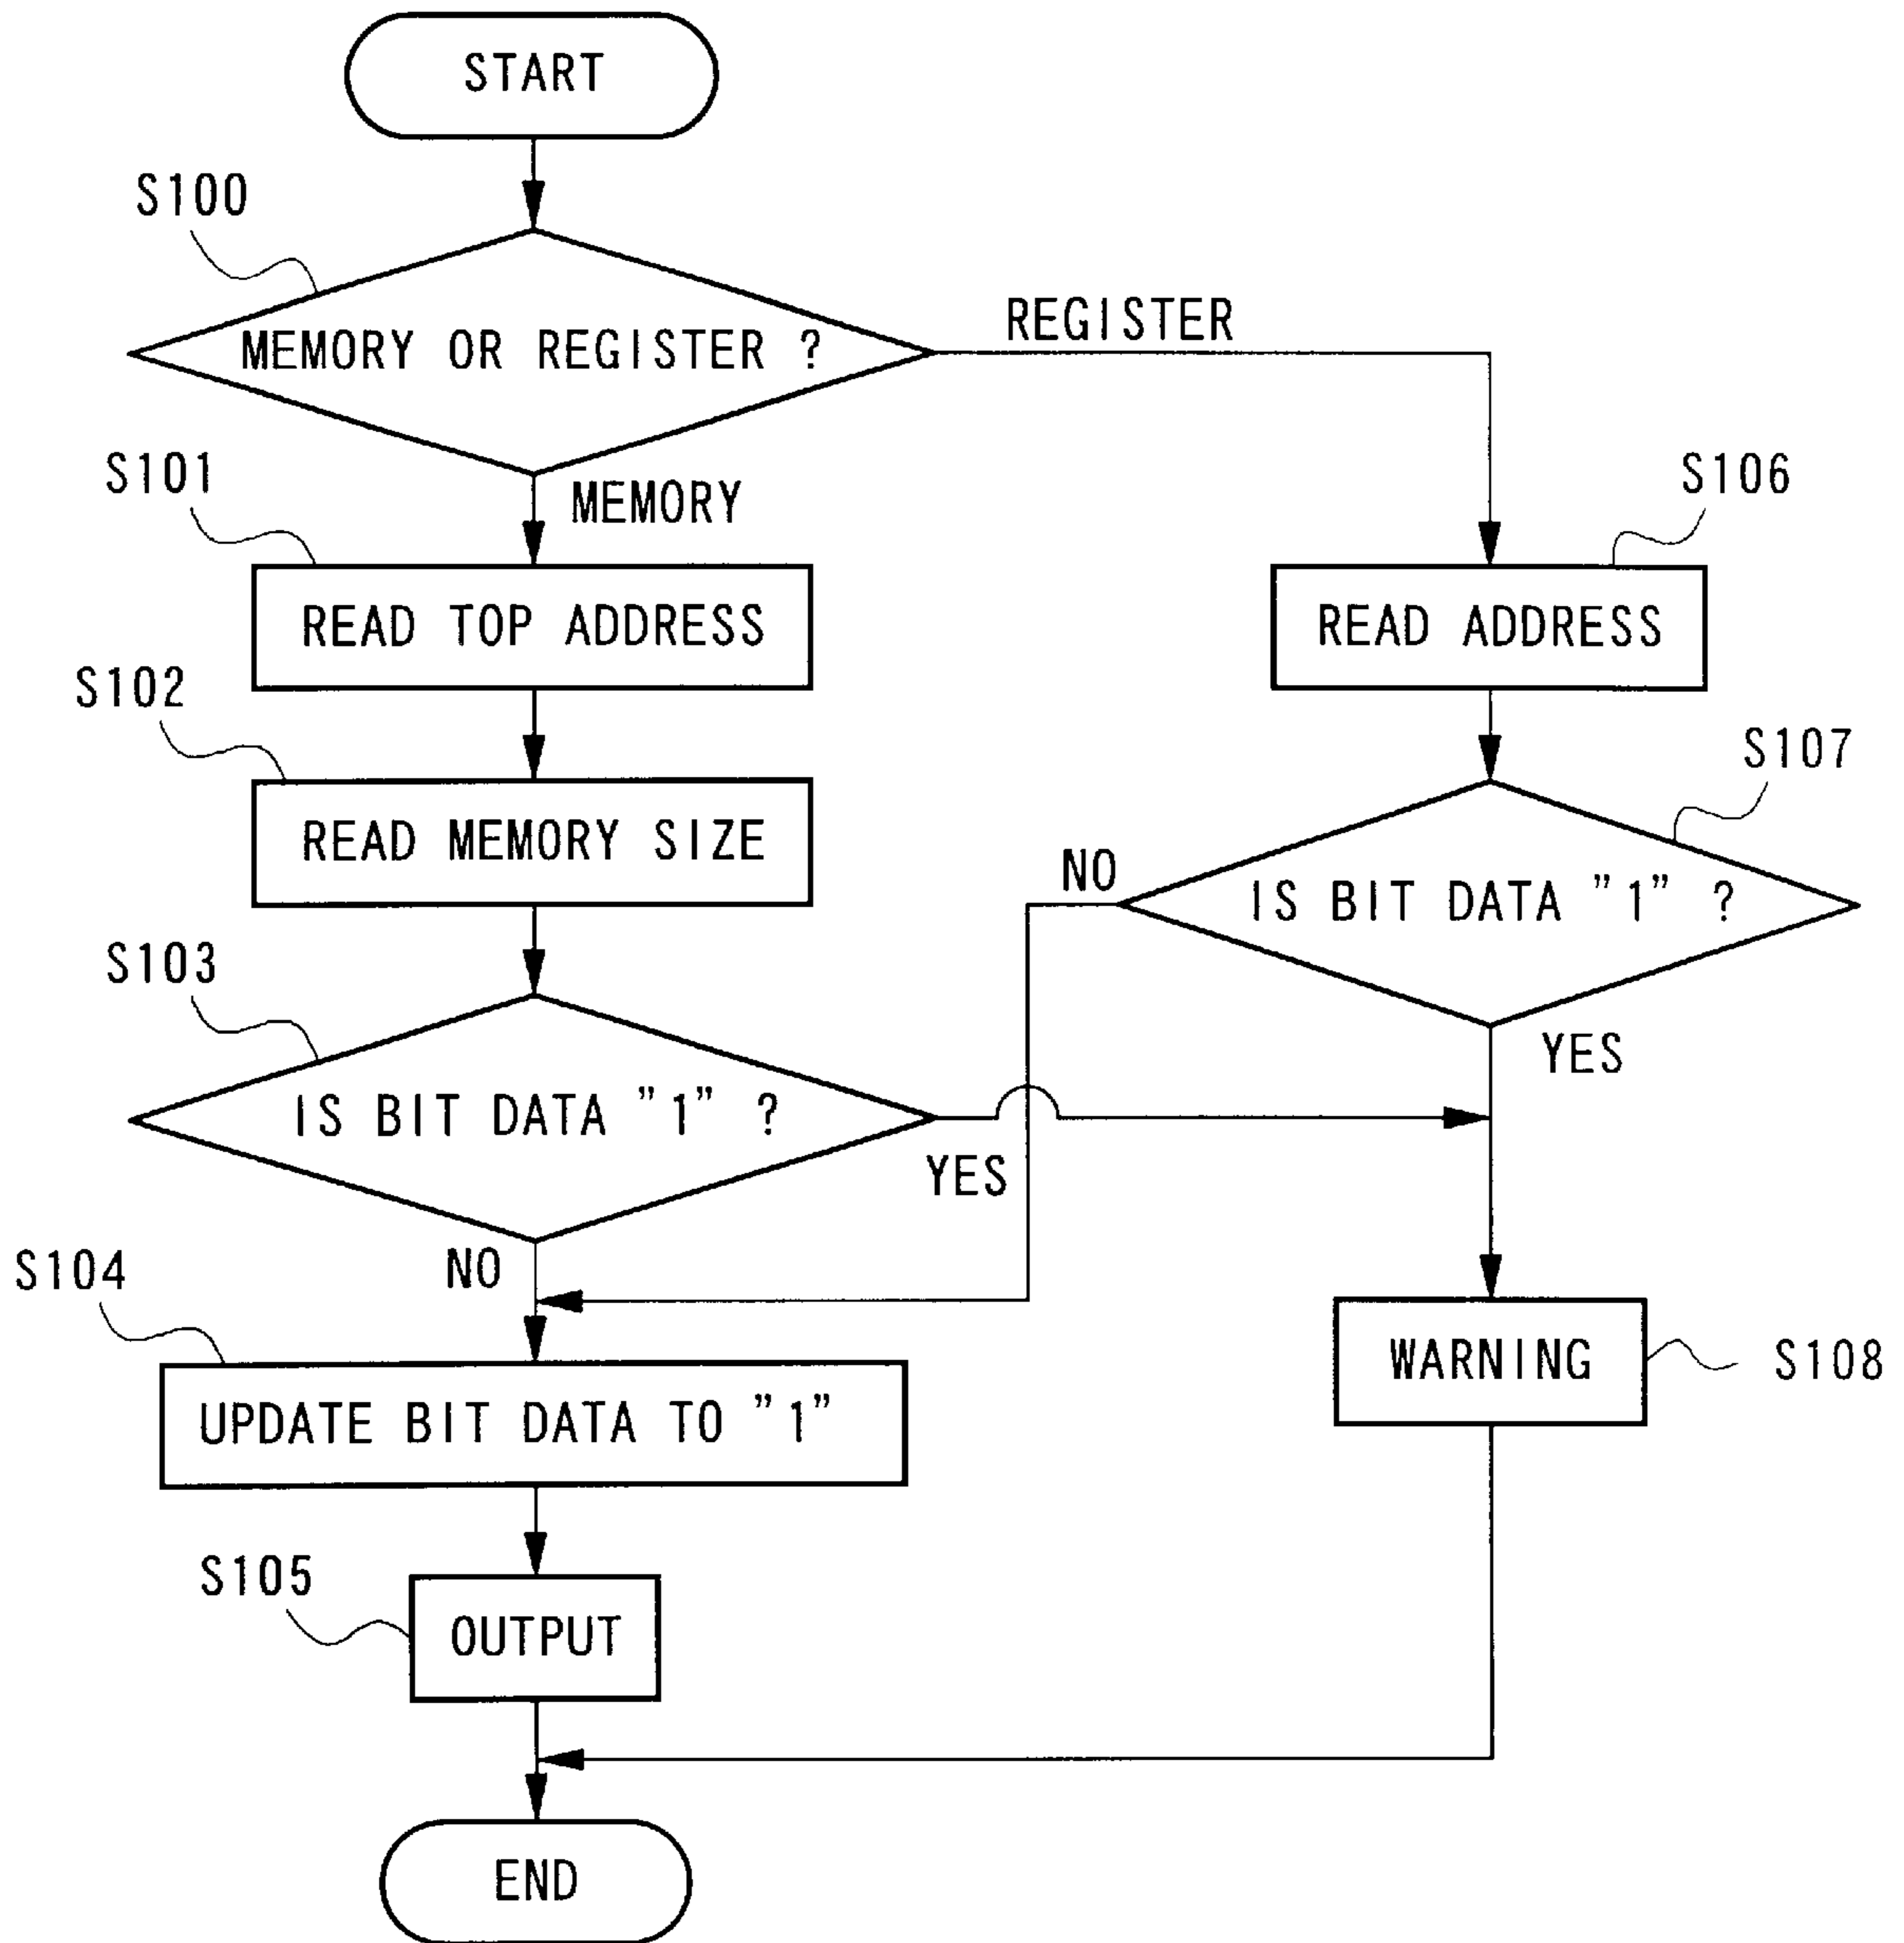 START
S100
MEMORY OR REGISTER ?
REGISTER
S101
MEMORY
S106
READ TOP ADDRESS
READ ADDRESS
S102
S107
READ MEMORY SIZE
NO
IS BIT DATA "1" ?
S103
YES
IS BIT DATA "1" ?
YES
S104
NO
WARNING
S108
UPDATE BIT DATA TO "1"
S105
OUTPUT
END